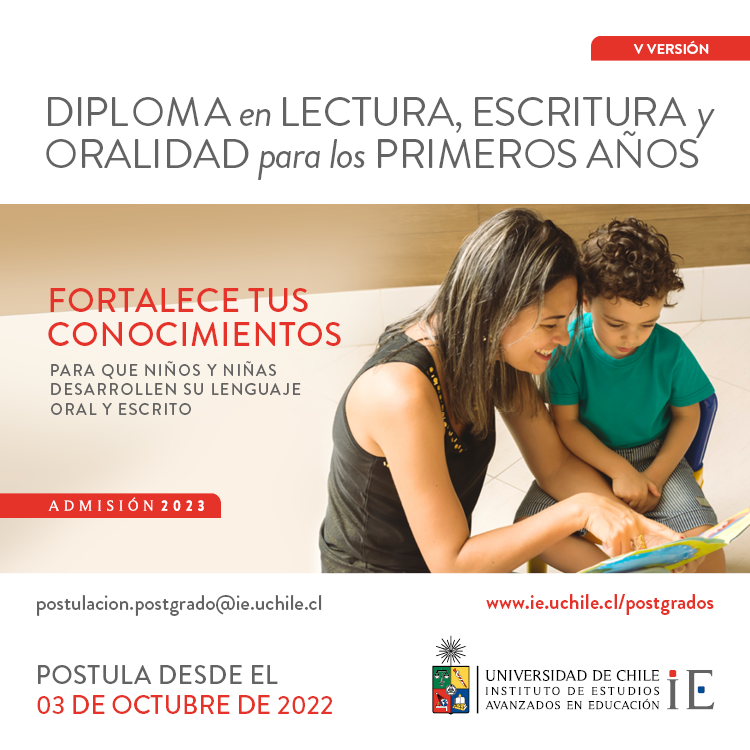 V VERSIÓN
DIPLOMA en LECTURA, ESCRITURA y
ORALIDAD para los PRIMEROS AÑOS
FORTALECE TUS
CONOCIMIENTOS
PARA QUE NIÑOS Y NIÑAS
DESARROLLEN SU LENGUAJE
ORAL Y ESCRITO
ADMISIÓN 2023
postulacion.postgrado@ie.uchile.cl
www.ie.uchile.cl/postgrados
POSTULA DESDE EL
03 DE OCTUBRE DE 2022
UNIVERSIDAD DE CHILE
INSTITUTO DE ESTUDIOS
AVANZADOS EN EDUCACIÓN
iE